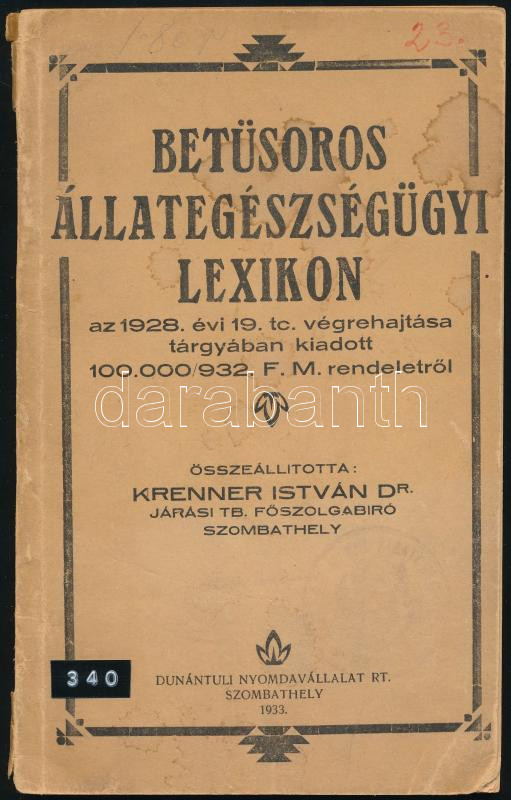 23.
BETŰSOROS
ÁLLATEGÉSZSÉGÜGYI
LEXIKON
az 1928. évi 19. tc. végrehajtása
tárgyában kiadott
100.000/932. F. M. rendeletről
darabanth
ÖSSZEÁLLITOTTA:
KRENNER ISTVÁN DR.
JÁRÁSI TB. FŐSZOLGABIRÓ
SZOMBATHELY
340
DUNÁNTULI NYOMDAVÁLLALAT RT.
SZOMBATHELY
1933.